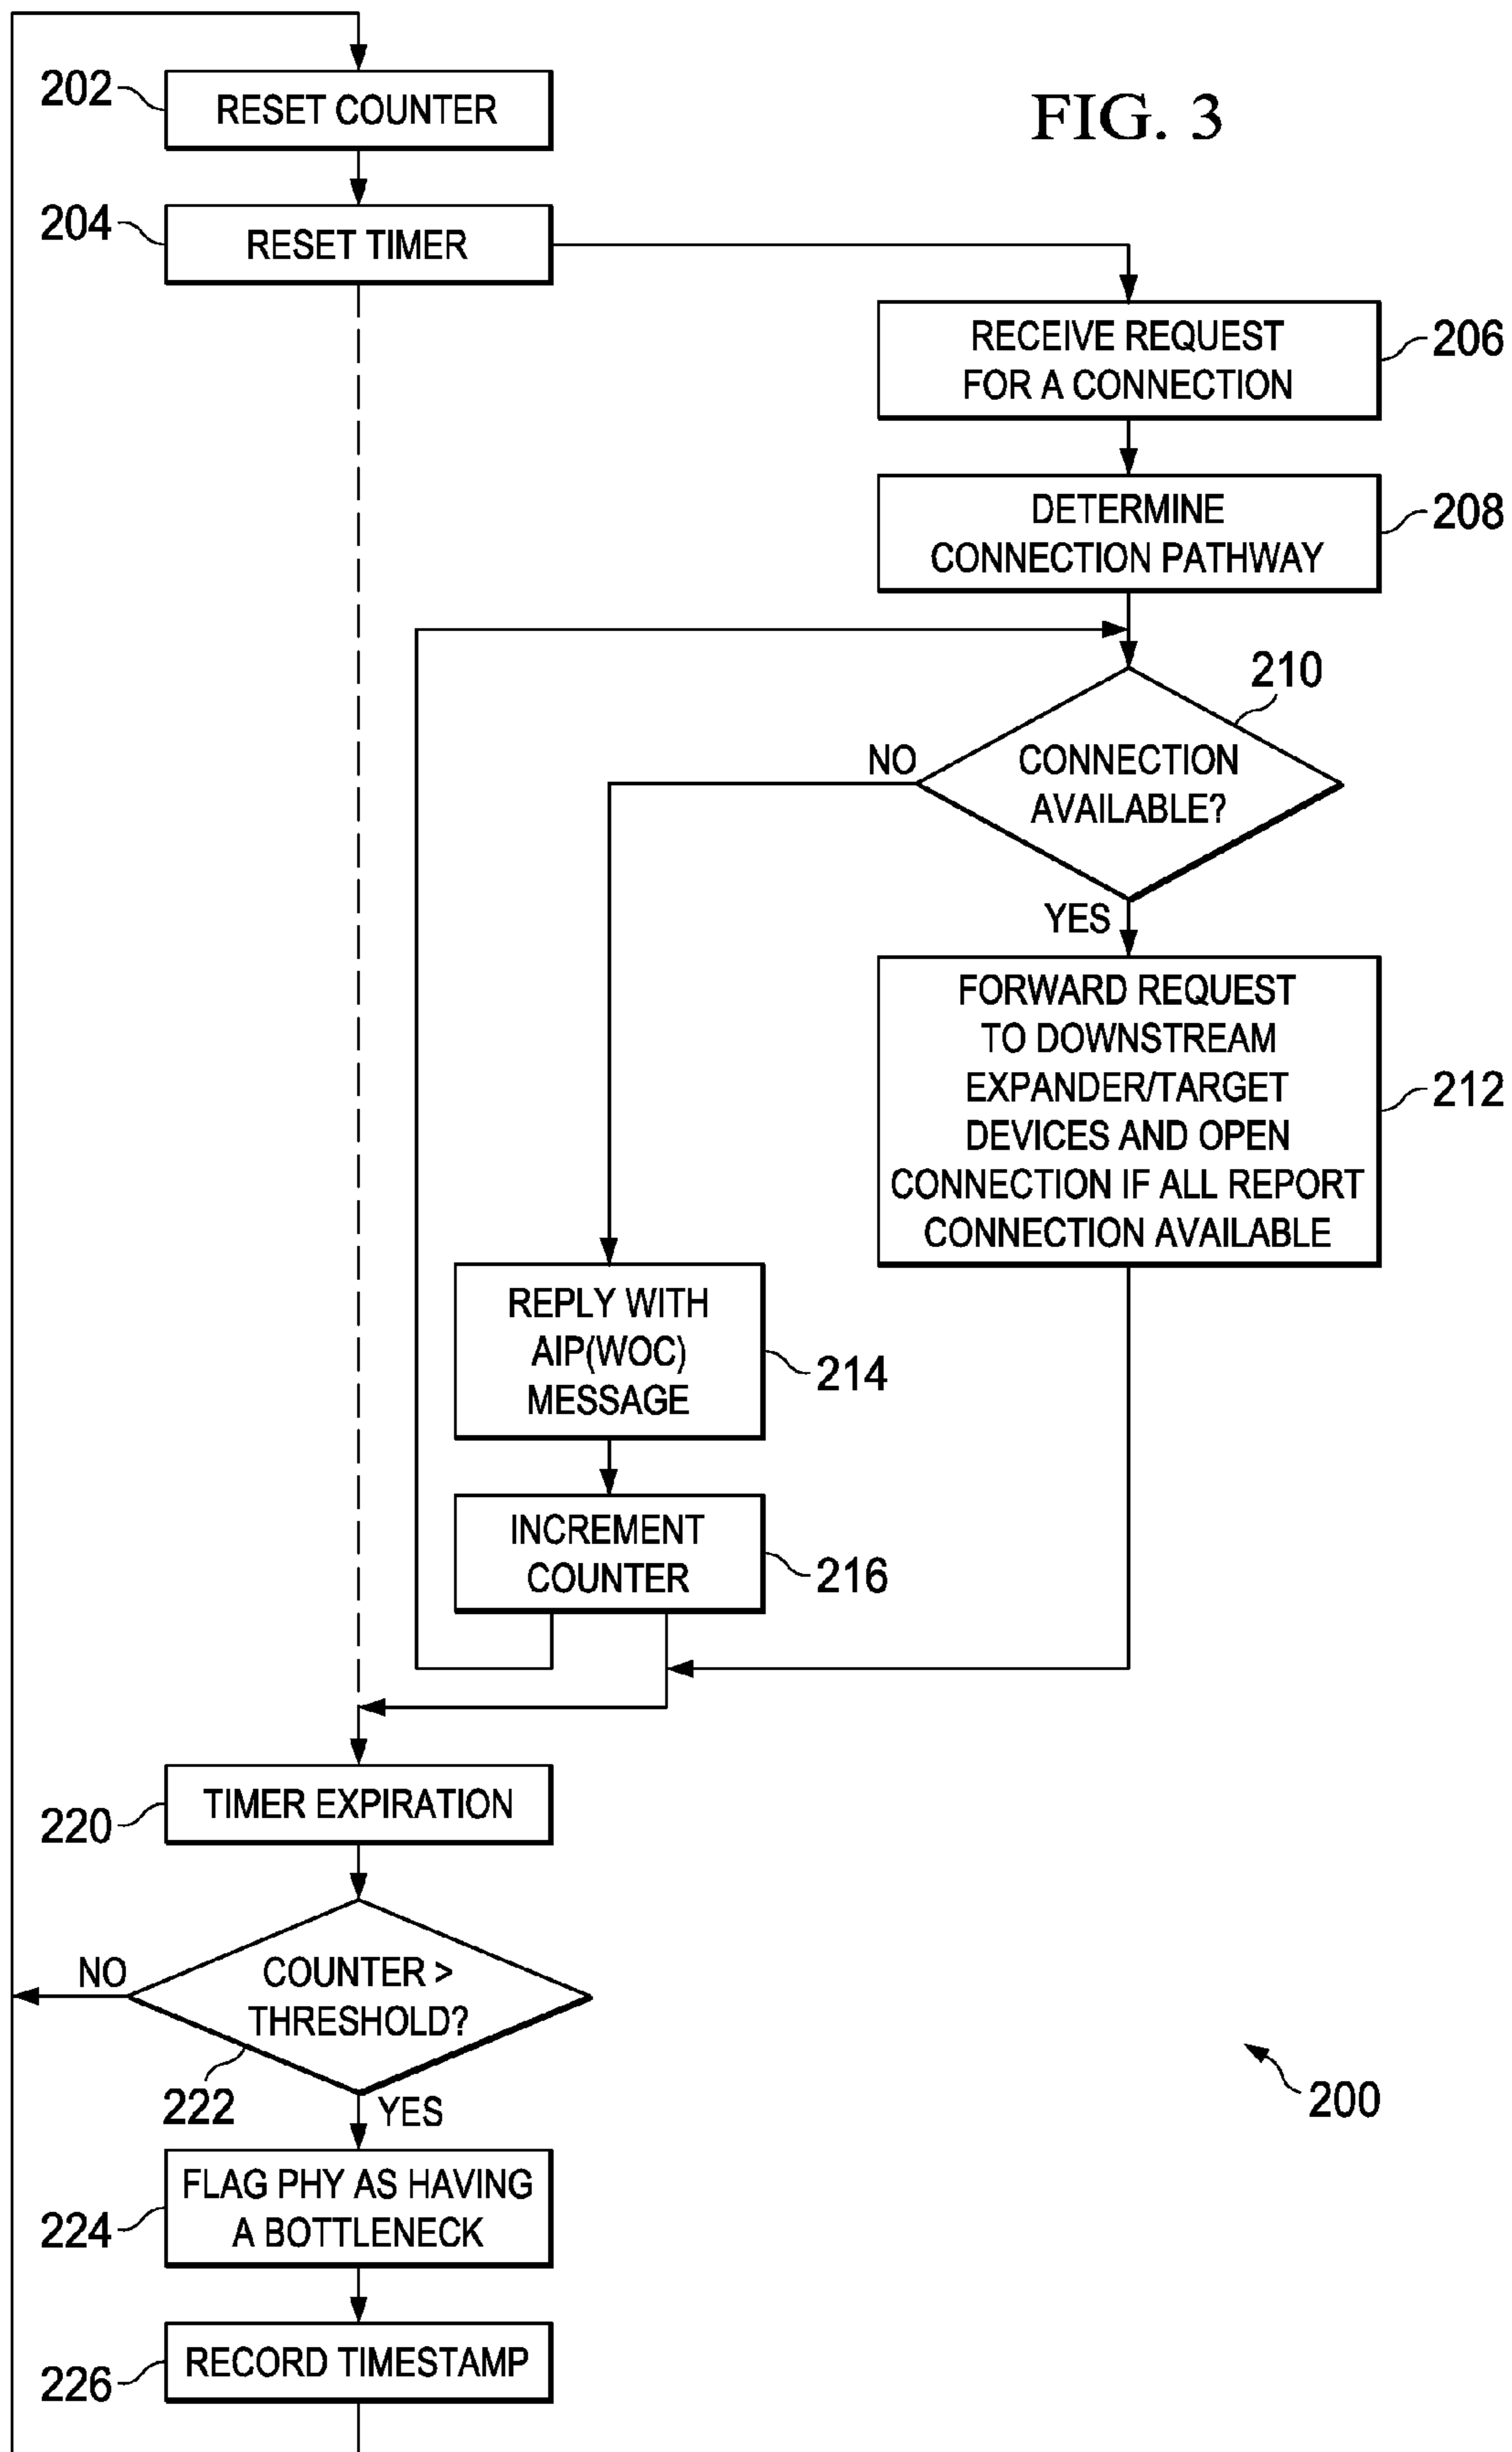 FIG. 3
202
RESET COUNTER
204
RESET TIMER
RECEIVE REQUEST
FOR A CONNECTION
206
DETERMINE
CONNECTION PATHWAY
208
210
CONNECTION
AVAILABLE?
NO
YES
FORWARD REQUEST
TO DOWNSTREAM
EXPANDER/TARGET
DEVICES AND OPEN
CONNECTION IF ALL REPORT
CONNECTION AVAILABLE
212
REPLY WITH
AIP(WOC)
MESSAGE
214
INCREMENT
COUNTER
216
TIMER EXPIRATION
220
NO
COUNTER >
THRESHOLD?
222
YES
200
FLAG PHY AS HAVING
A BOTTLENECK
224
RECORD TIMESTAMP
226